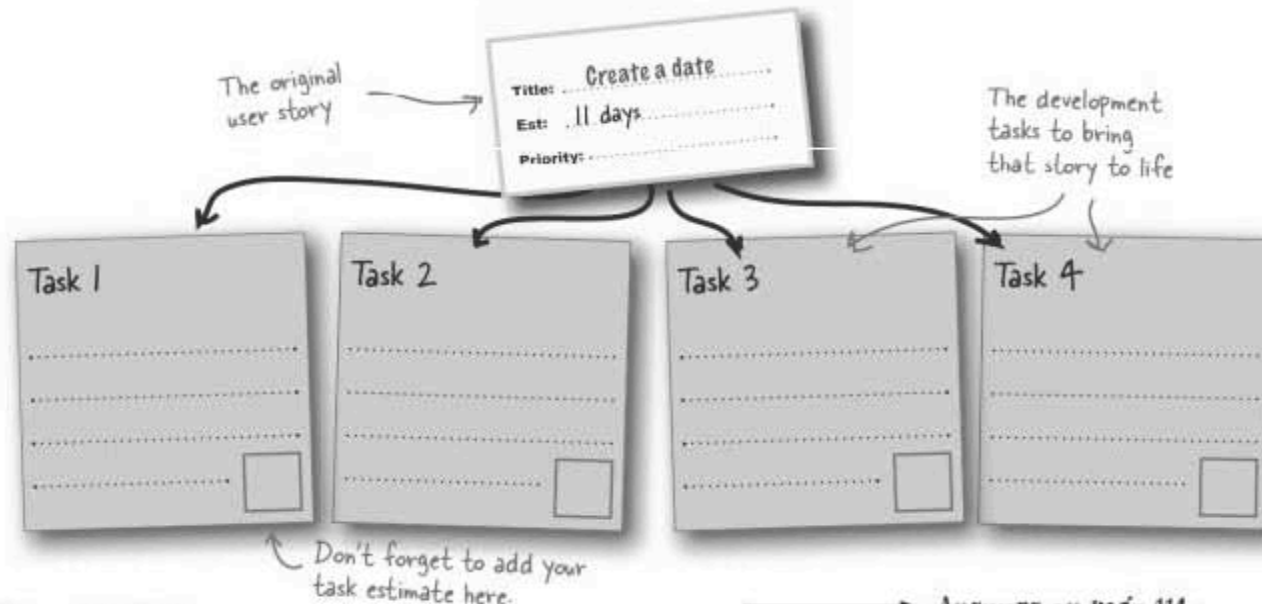 The original
user story
Title: Create a date
Est: 11 days
Priority:
The development
tasks to bring
that story to life
Task 1
Task 2
Task 3
Task 4
Don't forget to add your
task estimate here.